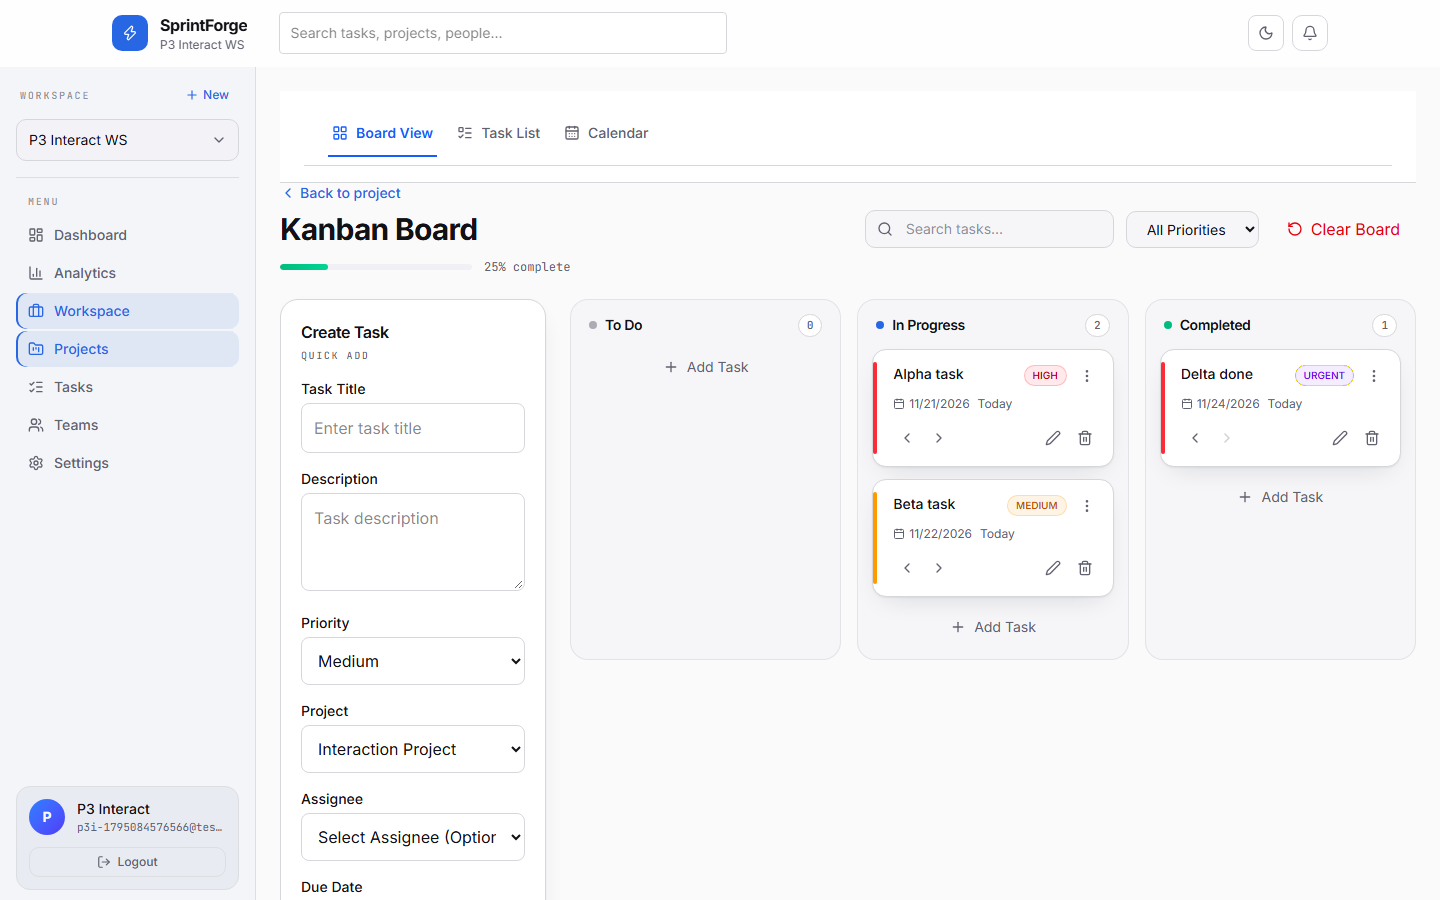 SprintForge
P3 Interact WS
Search tasks, projects, people...
WORKSPACE
New
P3 Interact WS
MENU
Dashboard
Analytics
Workspace
Projects
Tasks
Teams
Settings
P
P3 Interact
p3i-1795084576566@tes...
Logout
Board View
Task List
Calendar
Back to project
Kanban Board
Search tasks...
All Priorities
Clear Board
25% complete
Create Task
QUICK ADD
Task Title
Enter task title
Description
Task description
Priority
Medium
Project
Interaction Project
Assignee
Select Assignee (Option
Due Date
To Do
0
Add Task
In Progress
2
Alpha task
HIGH
11/21/2026 Today
Beta task
MEDIUM
11/22/2026 Today
Add Task
Completed
1
Delta done
URGENT
11/24/2026 Today
Add Task